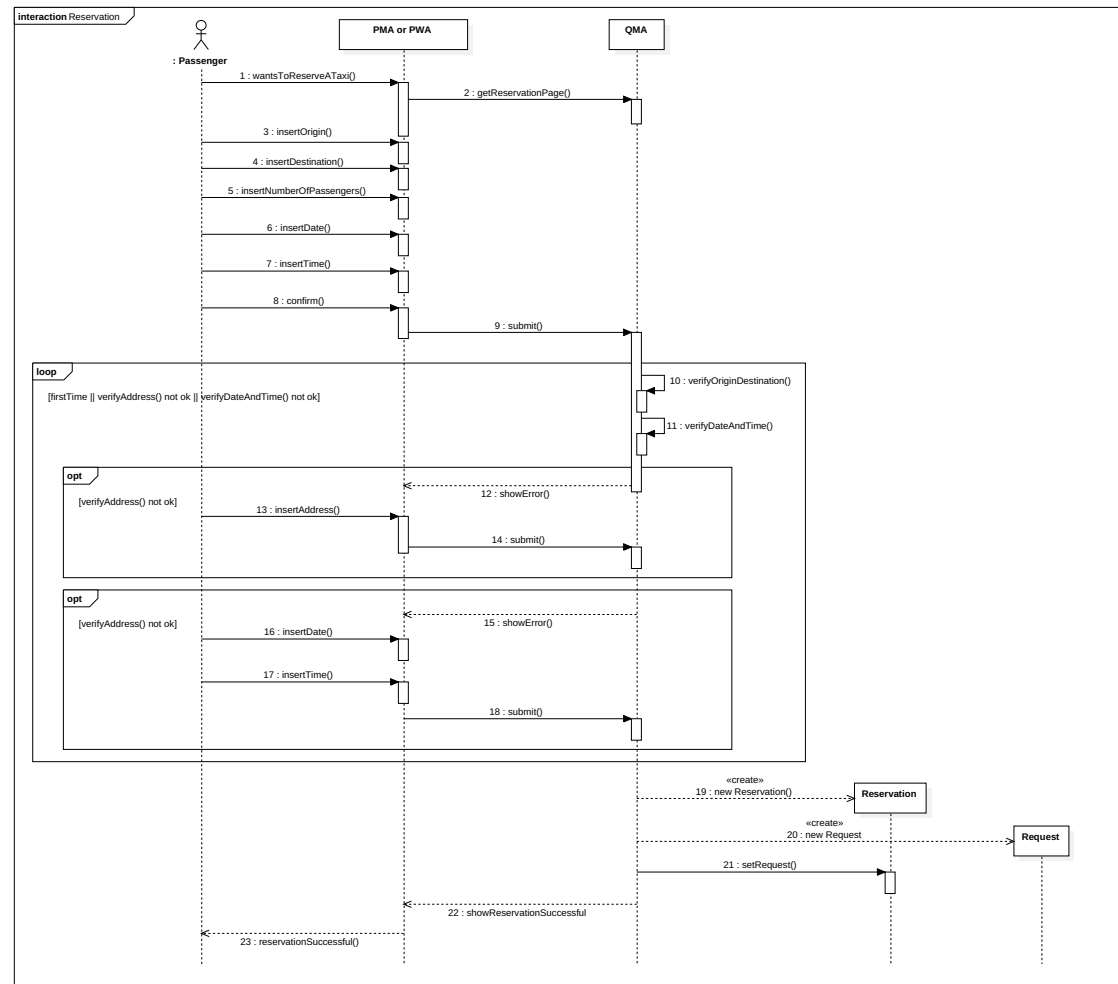 interaction Reservation
PMA or PWA
QMA
: Passenger
1 : wantsToReserveATaxi()
2 : getReservationPage()
3 : insertOrigin()
4 : insertDestination()
5 : insertNumberOfPassengers()
6 : insertDate()
7 : insertTime()
8 : confirm()
9 : submit()
loop
10 : verifyOriginDestination()
[firstTime || verifyAddress() not ok || verifyDateAndTime() not ok]
11 : verifyDateAndTime()
opt
12 : showError()
[verifyAddress() not ok]
13 : insertAddress()
14 : submit()
opt
15 : showError()
[verifyAddress() not ok]
16 : insertDate()
17 : insertTime()
18 : submit()
«create»
19 : new Reservation()
Reservation
«create»
20 : new Request
Request
21 : setRequest()
22 : showReservationSuccessful
23 : reservationSuccessful()